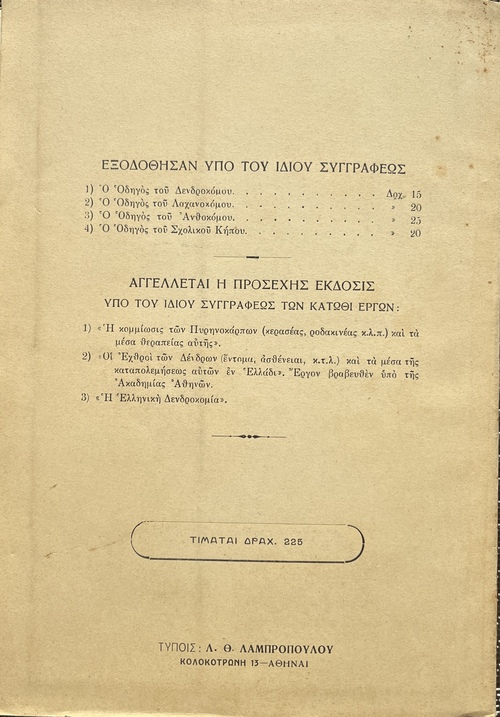 ΕΞΟΔΟΘΗΣΑΝ ΥΠΟ ΤΟΥ ΙΔΙΟΥ ΣΥΓΓΡΑΦΕΩΣ
1) Ὁ Ὁδηγὸς τοῦ Δενδροκόμου. . . . . . . . . . . . Δρχ. 15
2) Ὁ Ὁδηγὸς τοῦ Λαχανοκόμου. . . . . . . . . . . . » 20
3) Ὁ Ὁδηγὸς τοῦ Ἀνθοκόμου. . . . . . . . . . . . » 25
4) Ὁ Ὁδηγὸς τοῦ Σχολικοῦ Κήπου. . . . . . . . . . . » 20
ΑΓΓΕΛΛΕΤΑΙ Η ΠΡΟΣΕΧΗΣ ΕΚΔΟΣΙΣ
ΥΠΟ ΤΟΥ ΙΔΙΟΥ ΣΥΓΓΡΑΦΕΩΣ ΤΩΝ ΚΑΤΩΘΙ ΕΡΓΩΝ:
1) «Ἡ κομμίωσις τῶν Πυρηνοκάρπων (κερασέας, ροδακινέας κ.λ.π.) καὶ τὰ
μέσα θεραπείας αὐτῆς».
2) «Οἱ Ἐχθροὶ τῶν Δένδρων (ἔντομα, ἀσθένειαι, κ.τ.λ.) καὶ τὰ μέσα τῆς
καταπολεμήσεως αὐτῶν ἐν Ἑλλάδι». Ἔργον βραβευθὲν ὑπὸ τῆς
Ἀκαδημίας Ἀθηνῶν.
3) «Ἡ Ἑλληνικὴ Δενδροκομία».
ΤΙΜΑΤΑΙ ΔΡΑΧ. 225
ΤΥΠΟΙΣ: Λ. Θ. ΛΑΜΠΡΟΠΟΥΛΟΥ
ΚΟΛΟΚΟΤΡΩΝΗ 13—ΑΘΗΝΑΙ